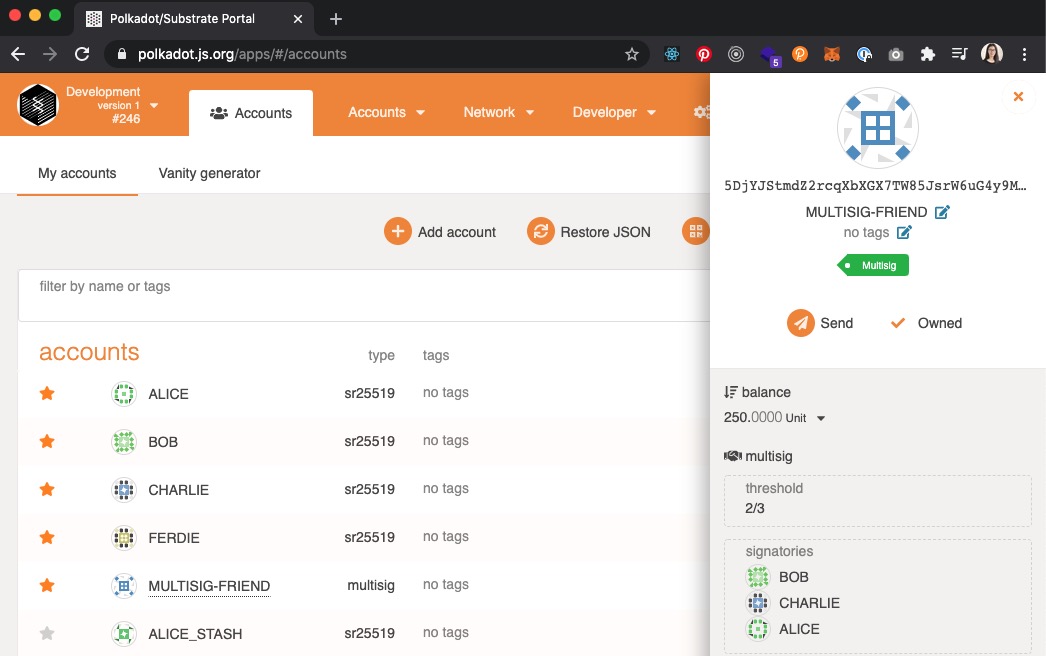 Polkadot/Substrate Portal
polkadot.js.org/apps/#/accounts
5
Development
version 1
#246
Accounts
Accounts
Network
Developer
My accounts
Vanity generator
Add account
Restore JSON
filter by name or tags
accounts type tags
ALICE sr25519 no tags
BOB sr25519 no tags
CHARLIE sr25519 no tags
FERDIE sr25519 no tags
MULTISIG-FRIEND multisig no tags
ALICE_STASH sr25519 no tags
5DjYJStmdZ2rcqXbXGX7TW85JsrW6uG4y9M…
MULTISIG-FRIEND
no tags
Multisig
Send
Owned
balance
250.0000 Unit
multisig
threshold
2/3
signatories
BOB
CHARLIE
ALICE